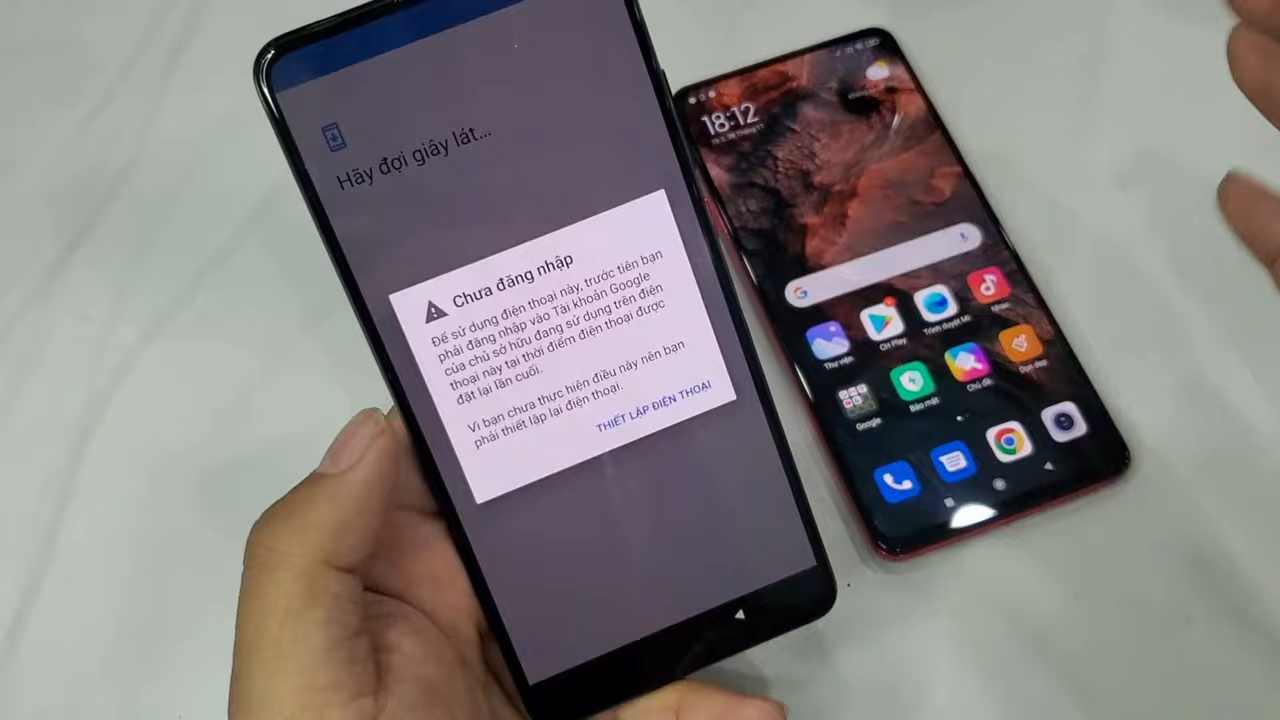 Hãy đợi giây lát...
Chưa đăng nhập
Để sử dụng điện thoại này, trước tiên bạn
phải đăng nhập vào Tài khoản Google
của chủ sở hữu đang sử dụng trên điện
thoại này tại thời điểm điện thoại được
đặt lại lần cuối.
Vì bạn chưa thực hiện điều này nên bạn
phải thiết lập lại điện thoại.
THIẾT LẬP ĐIỆN THOẠI
18:12
Thư viện
CH Play
Trình duyệt Mi
Google
Bảo mật
Chủ đề
Dọn dẹp